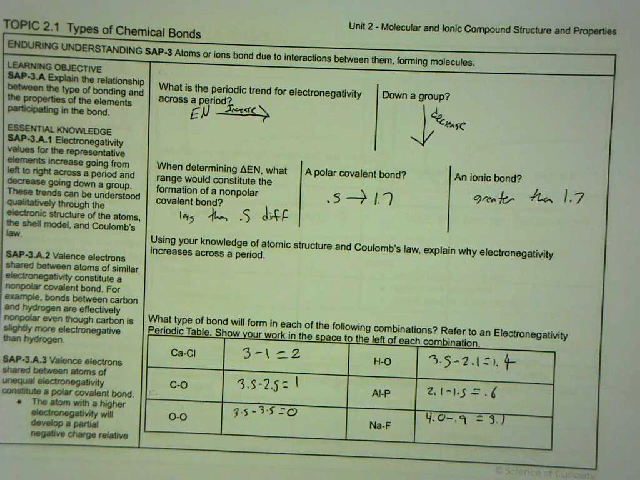 TOPIC 2.1 Types of Chemical Bonds
Unit 2 - Molecular and Ionic Compound Structure and Properties
ENDURING UNDERSTANDING SAP-3 Atoms or ions bond due to interactions between them, forming molecules.
LEARNING OBJECTIVE
SAP-3.A Explain the relationship
between the type of bonding and
the properties of the elements
participating in the bond.
ESSENTIAL KNOWLEDGE
SAP-3.A.1 Electronegativity
values for the representative
elements increase going from
left to right across a period and
decrease going down a group.
These trends can be understood
qualitatively through the
electronic structure of the atoms,
the shell model, and Coulomb's
law.
SAP-3.A.2 Valence electrons
shared between atoms of similar
electronegativity constitute a
nonpolar covalent bond. For
example, bonds between carbon
and hydrogen are effectively
nonpolar even though carbon is
slightly more electronegative
than hydrogen.
SAP-3.A.3 Valence electrons
shared between atoms of
unequal electronegativity
constitute a polar covalent bond.
• The atom with a higher
electronegativity will
develop a partial
negative charge relative
What is the periodic trend for electronegativity
across a period?
EN increase
Down a group?
decrease
When determining ΔEN, what
range would constitute the
formation of a nonpolar
covalent bond?
less than .5 diff
A polar covalent bond?
.5 → 1.7
An ionic bond?
greater than 1.7
Using your knowledge of atomic structure and Coulomb's law, explain why electronegativity
increases across a period.
What type of bond will form in each of the following combinations? Refer to an Electronegativity
Periodic Table. Show your work in the space to the left of each combination.
Ca-Cl 3-1=2 H-O 3.5-2.1=1.4
C-O 3.5-2.5=1 Al-P 2.1-1.5=.6
O-O 3.5-3.5=0 Na-F 4.0-.9=3.1
© Science of Curiosity